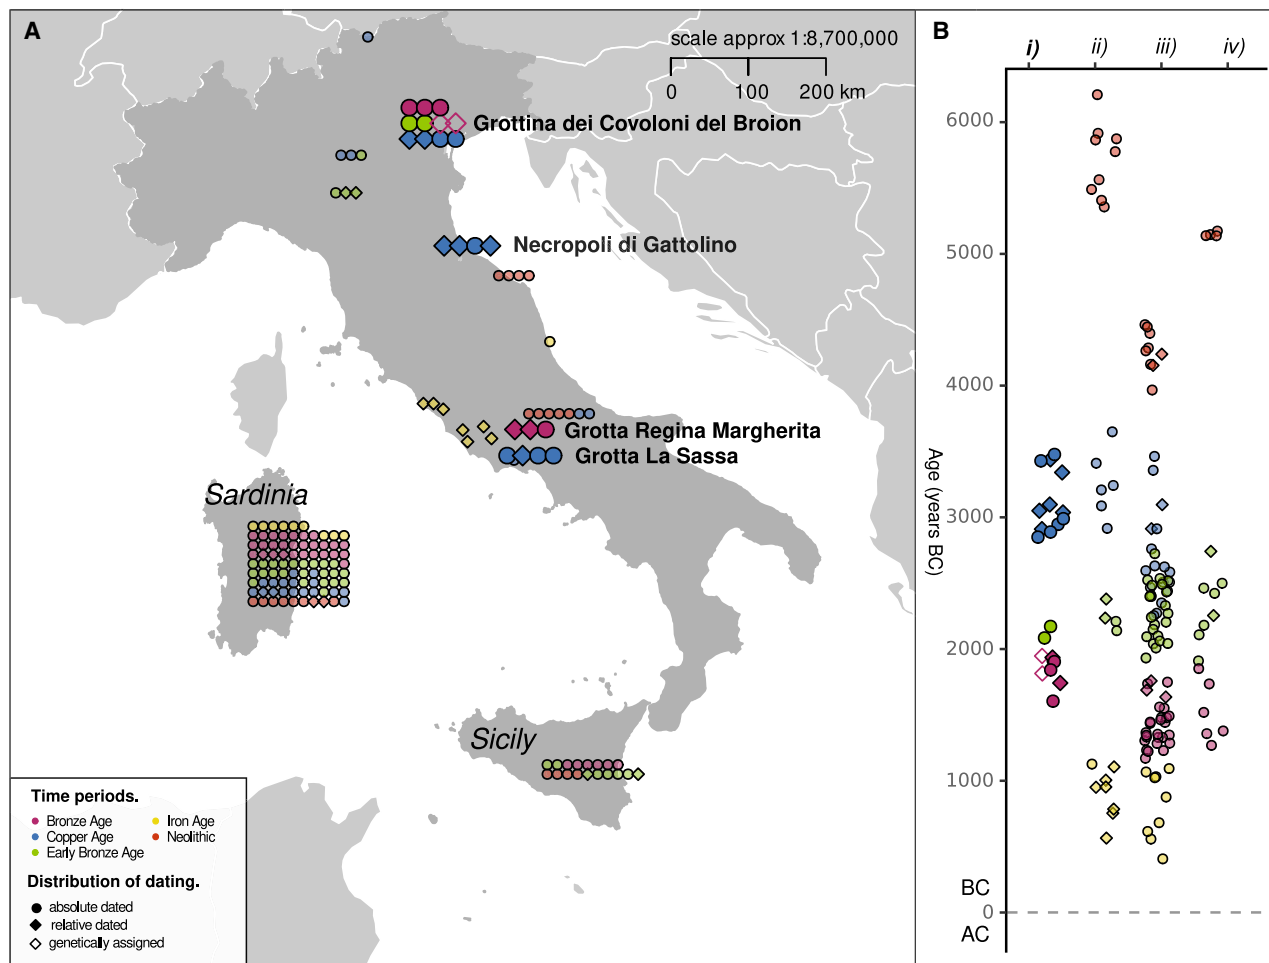 A
scale approx 1:8,700,000
0 100 200 km
Grottina dei Covoloni del Broion
Necropoli di Gattolino
Grotta Regina Margherita
Grotta La Sassa
Sardinia
Sicily
Time periods.
Bronze Age
Iron Age
Copper Age
Neolithic
Early Bronze Age
Distribution of dating.
absolute dated
relative dated
genetically assigned
B
i) ii) iii) iv)
6000
5000
4000
3000
2000
1000
BC
0
AC
Age (years BC)